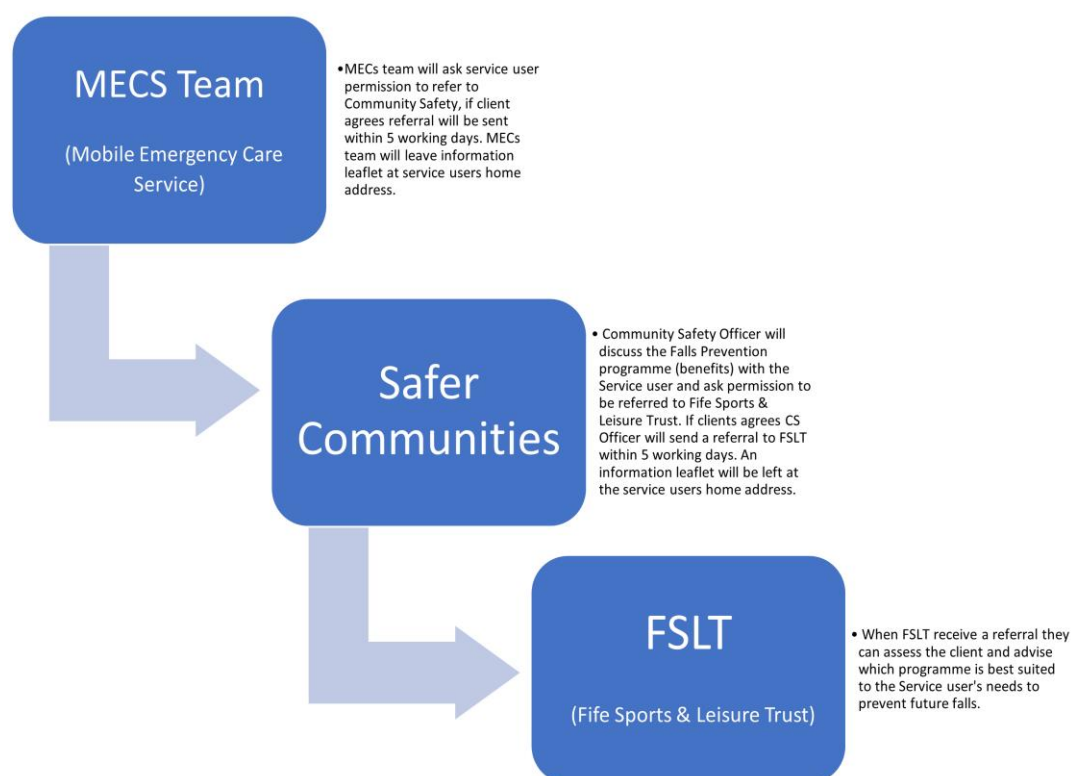 MECS Team
(Mobile Emergency Care
Service)
•MECs team will ask service user
permission to refer to
Community Safety, if client
agrees referral will be sent
within 5 working days. MECs
team will leave information
leaflet at service users home
address.
Safer
Communities
• Community Safety Officer will
discuss the Falls Prevention
programme (benefits) with the
Service user and ask permission to
be referred to Fife Sports &
Leisure Trust. If clients agrees CS
Officer will send a referral to FSLT
within 5 working days. An
information leaflet will be left at
the service users home address.
FSLT
(Fife Sports & Leisure Trust)
• When FSLT receive a referral they
can assess the client and advise
which programme is best suited
to the Service user's needs to
prevent future falls.